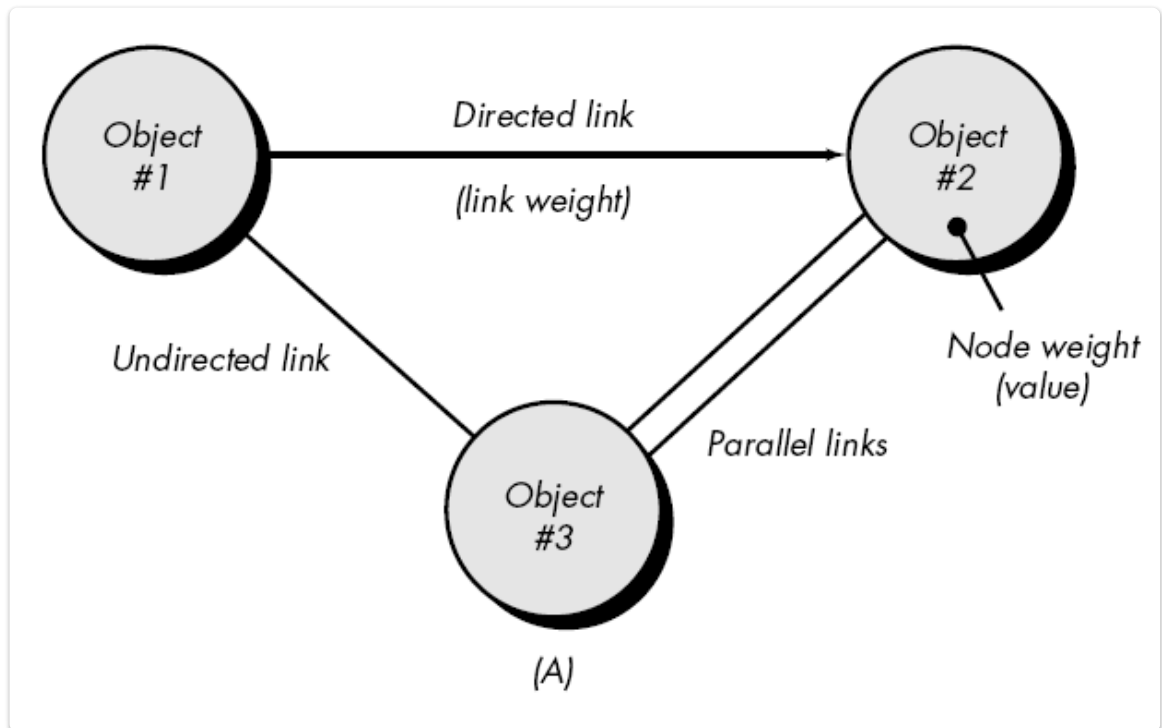 Object
#1
Directed link
(link weight)
Object
#2
Undirected link
Node weight
(value)
Parallel links
Object
#3
(A)